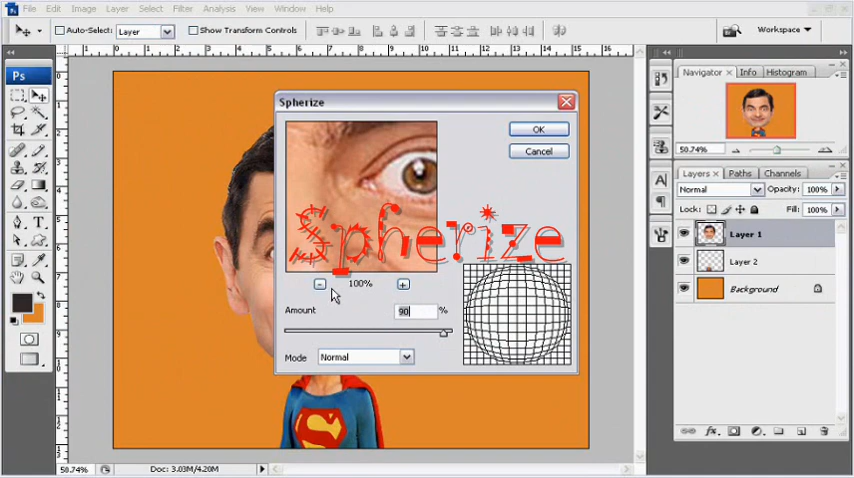 File Edit Image Layer Select Filter Analysis View Window Help
Auto-Select: Layer Show Transform Controls Workspace
Ps
Spherize
OK
Cancel
Spherize
100%
Amount 90 %
Mode Normal
Navigator Info Histogram
50.74%
Layers Paths Channels
Normal Opacity: 100%
Lock: Fill: 100%
Layer 1
Layer 2
Background
50.74% Doc: 3.03M/4.20M